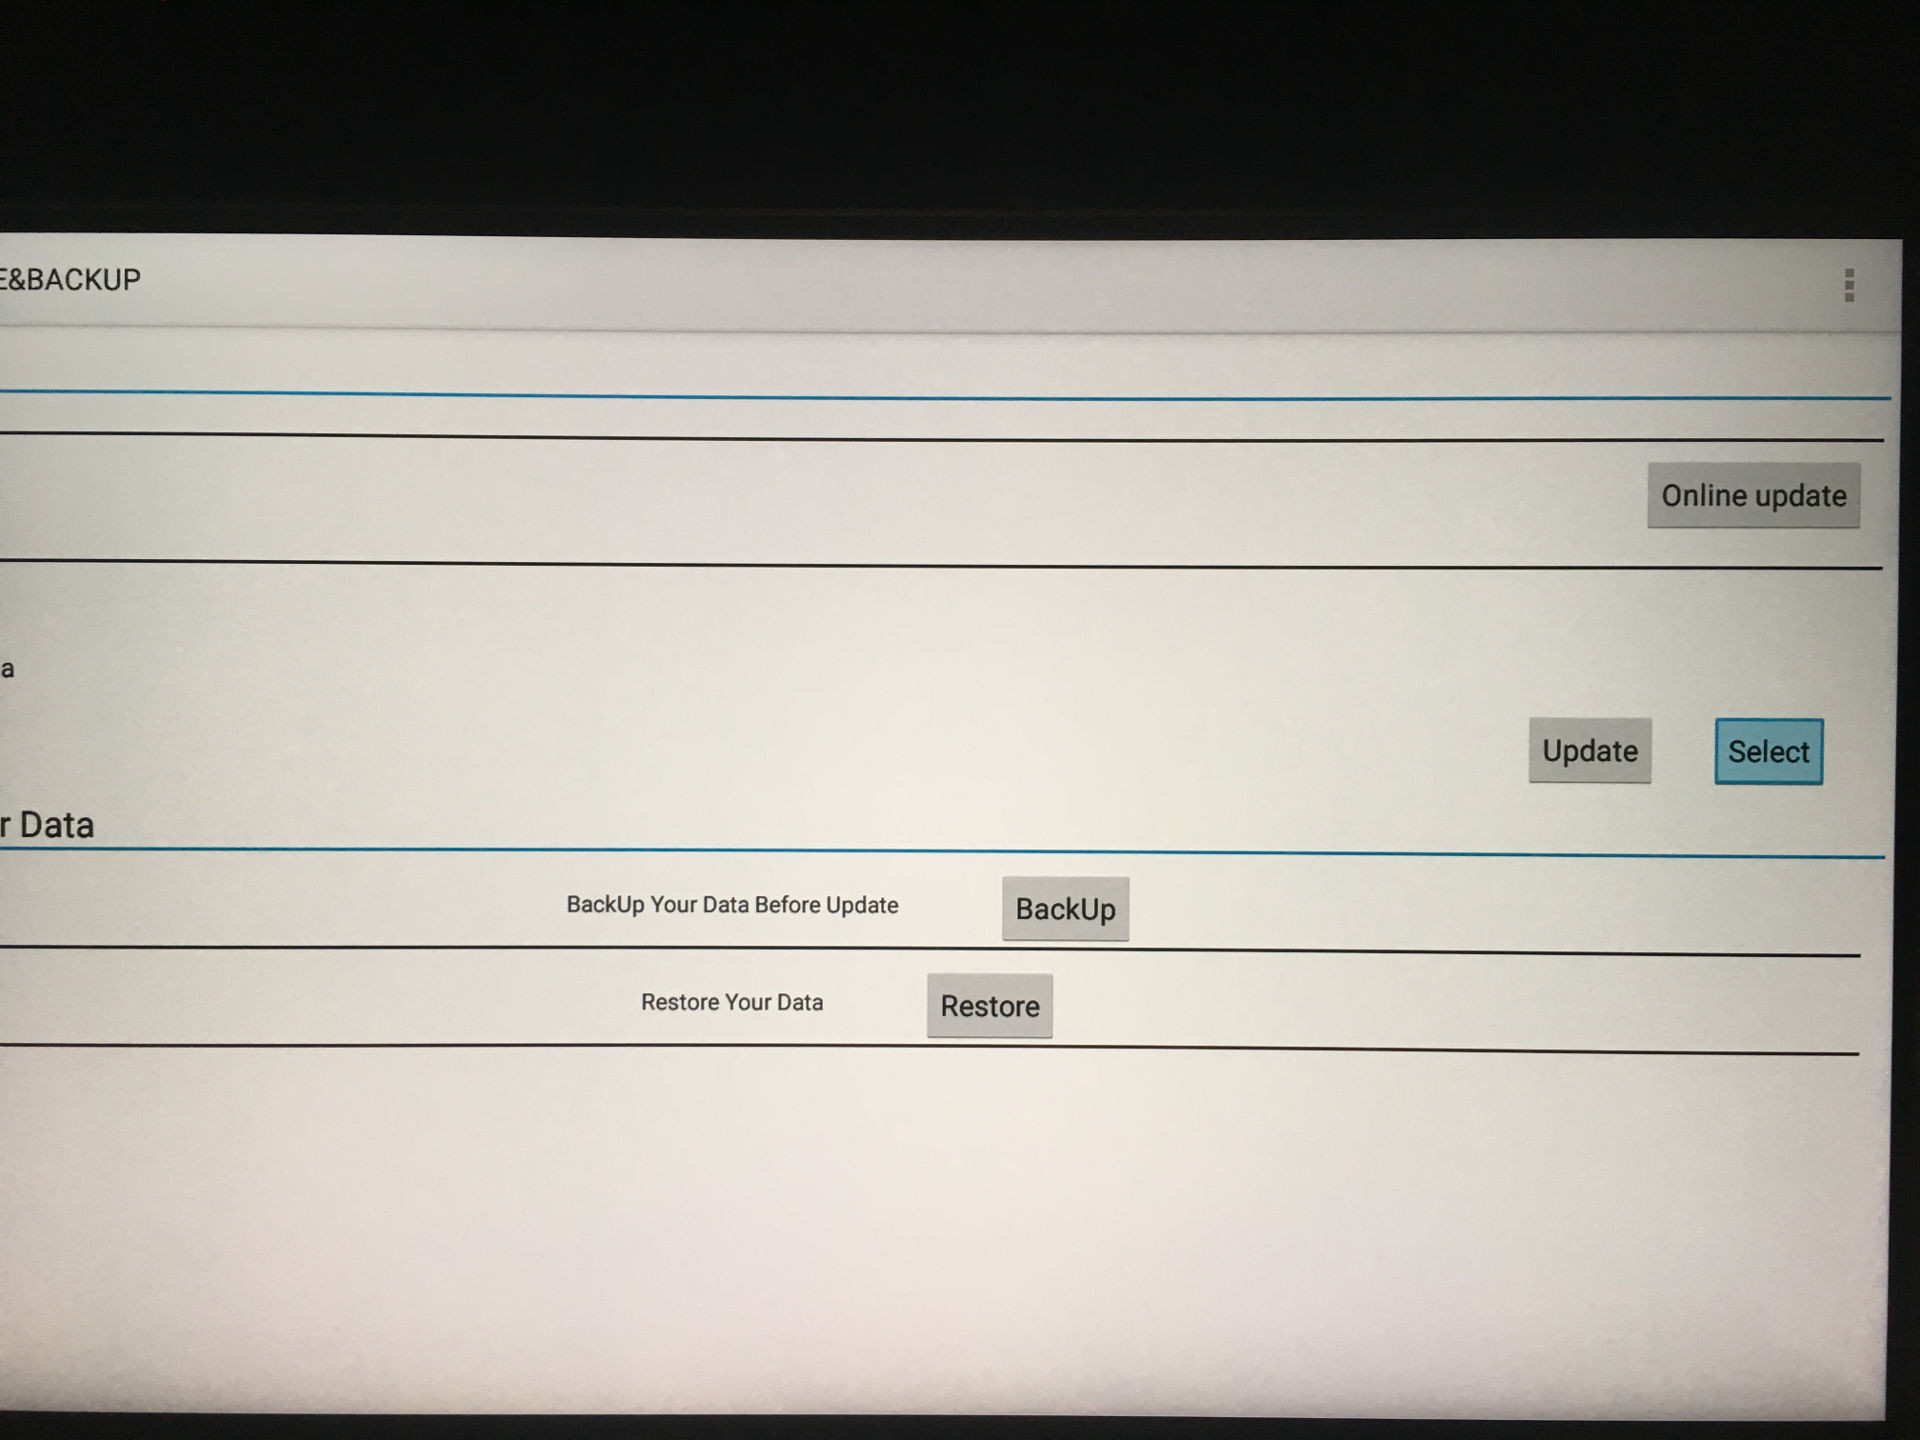 E&BACKUP
Online update
a
Update Select
r Data
BackUp Your Data Before Update BackUp
Restore Your Data Restore